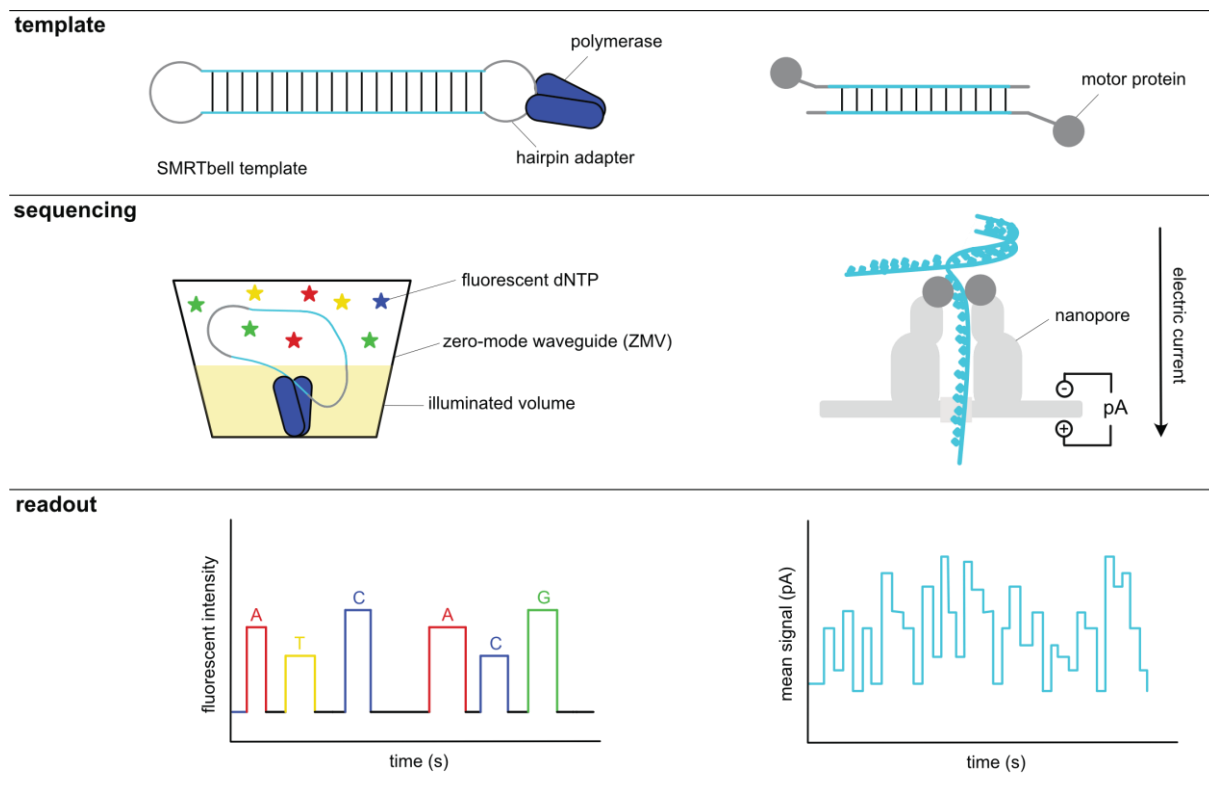 template
polymerase
motor protein
hairpin adapter
SMRTbell template
sequencing
fluorescent dNTP
zero-mode waveguide (ZMV)
illuminated volume
nanopore
electric current
-
pA
+
readout
fluorescent intensity
A
T
C
A
C
G
time (s)
mean signal (pA)
time (s)